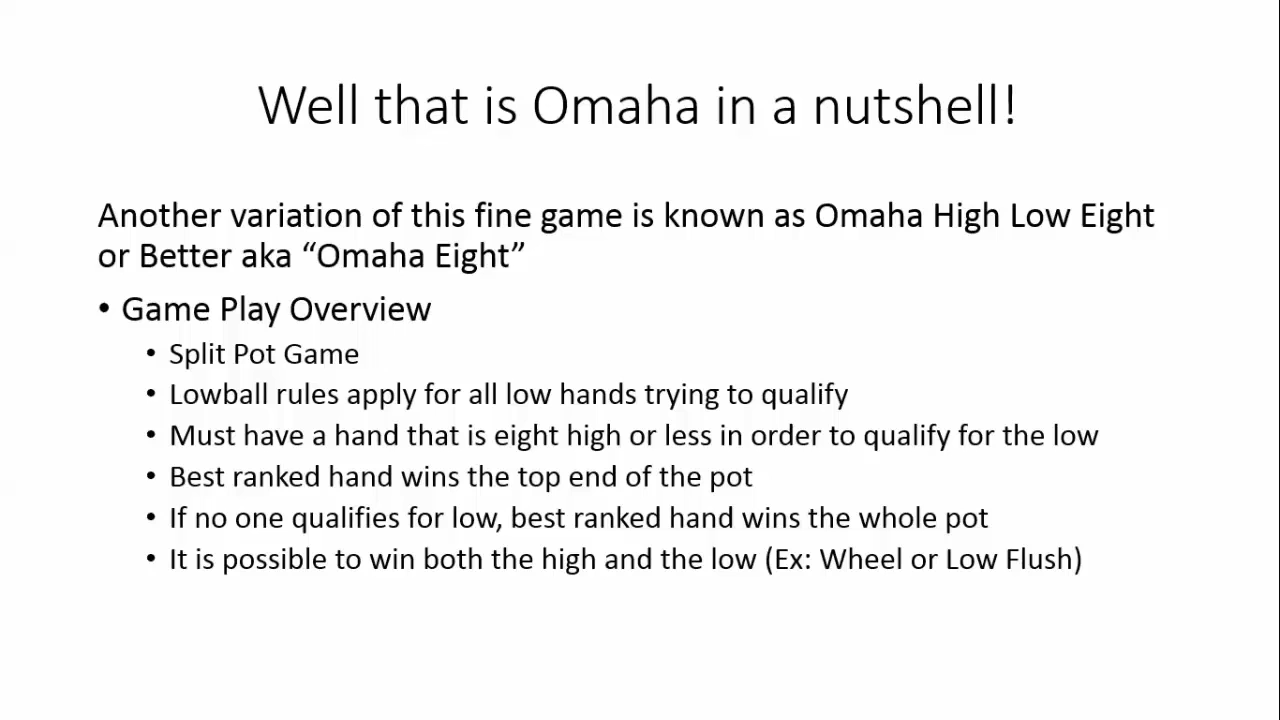 Well that is Omaha in a nutshell!
Another variation of this fine game is known as Omaha High Low Eight
or Better aka “Omaha Eight”
• Game Play Overview
• Split Pot Game
• Lowball rules apply for all low hands trying to qualify
• Must have a hand that is eight high or less in order to qualify for the low
• Best ranked hand wins the top end of the pot
• If no one qualifies for low, best ranked hand wins the whole pot
• It is possible to win both the high and the low (Ex: Wheel or Low Flush)